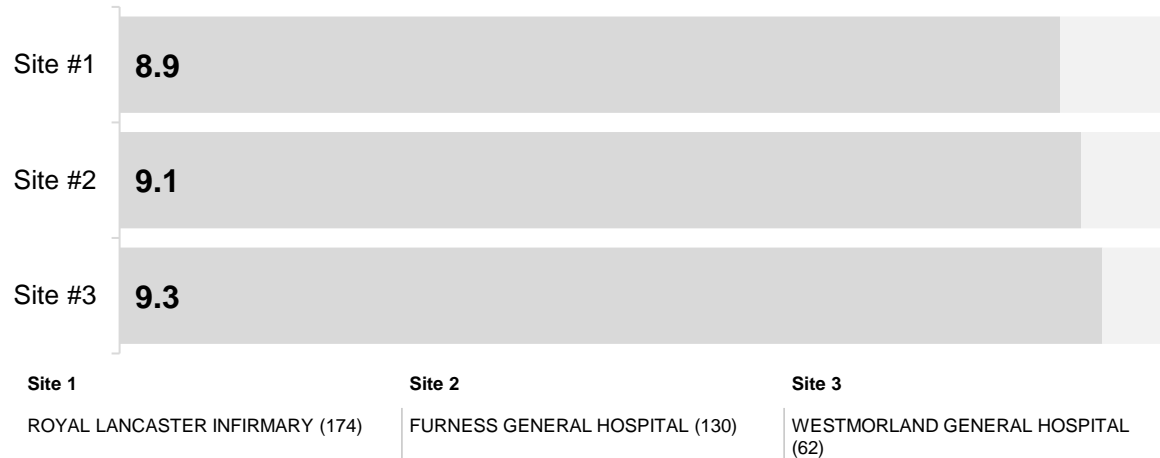 Site #1
8.9
Site #2
9.1
Site #3
9.3
Site 1
Site 2
Site 3
ROYAL LANCASTER INFIRMARY (174)
FURNESS GENERAL HOSPITAL (130)
WESTMORLAND GENERAL HOSPITAL
(62)